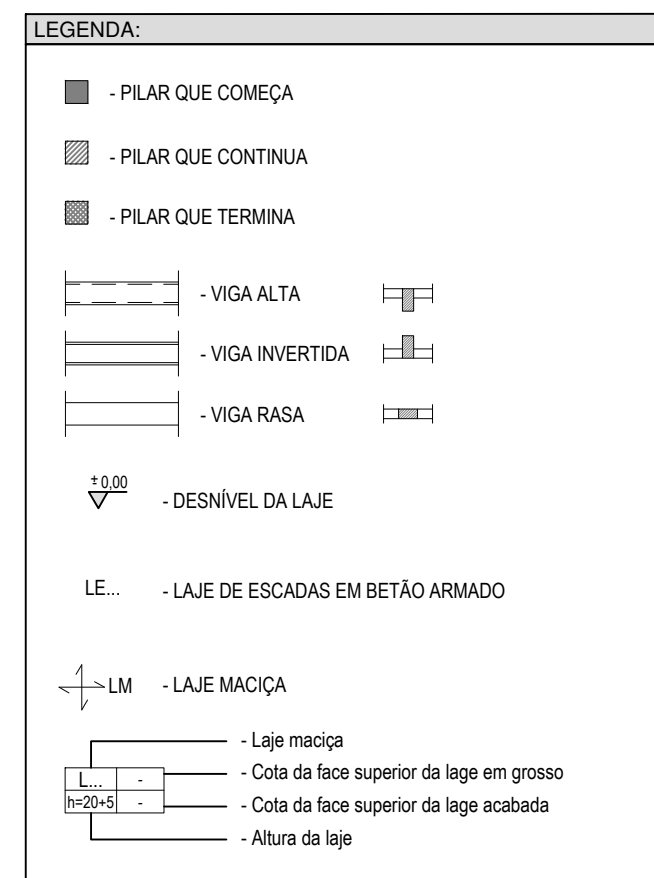 LEGENDA:
- PILAR QUE COMEÇA
- PILAR QUE CONTINUA
- PILAR QUE TERMINA
- VIGA ALTA
- VIGA INVERTIDA
- VIGA RASA
± 0,00
- DESNÍVEL DA LAJE
LE... - LAJE DE ESCADAS EM BETÃO ARMADO
LM - LAJE MACIÇA
- Laje maciça
L... - - Cota da face superior da lage em grosso
h=20+5 - - Cota da face superior da lage acabada
- Altura da laje